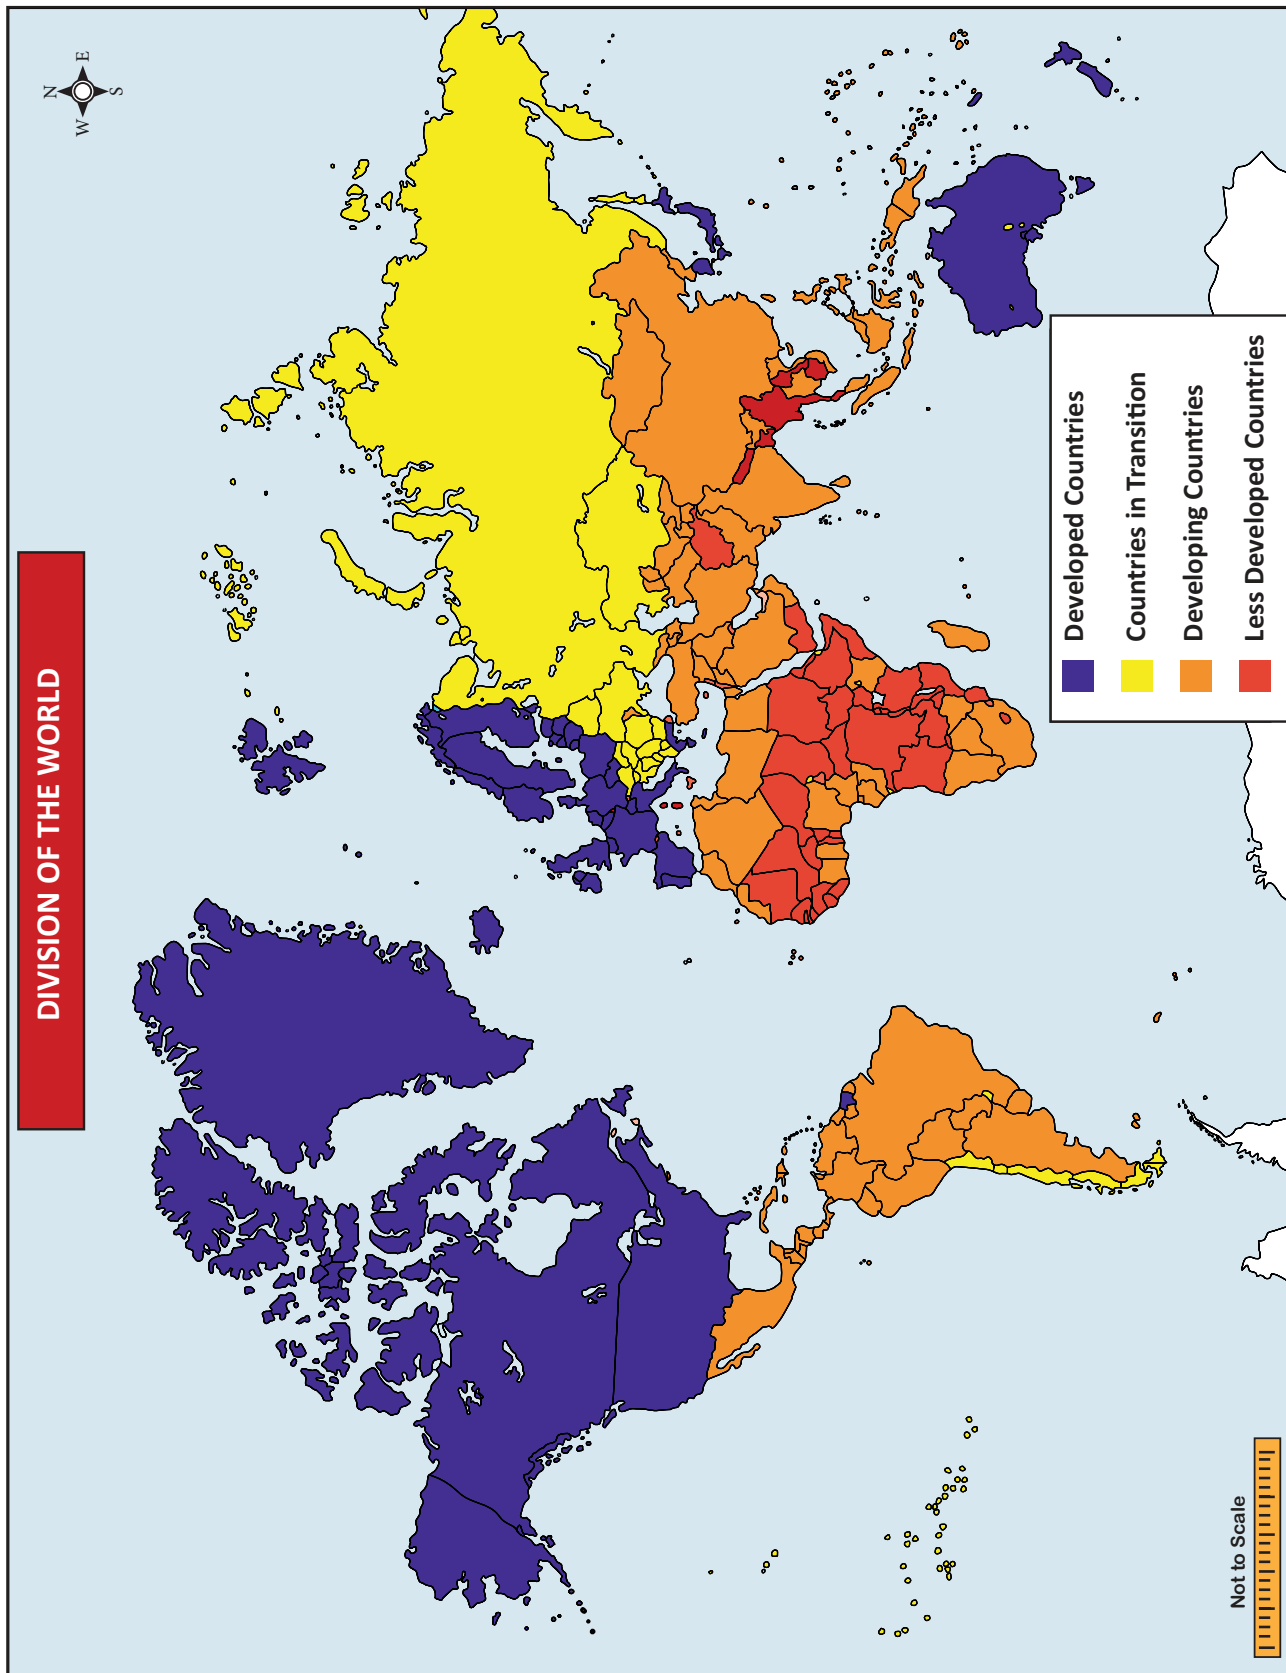 DIVISION OF THE WORLD
N
W E
S
Developed Countries
Countries in Transition
Developing Countries
Less Developed Countries
Not to Scale